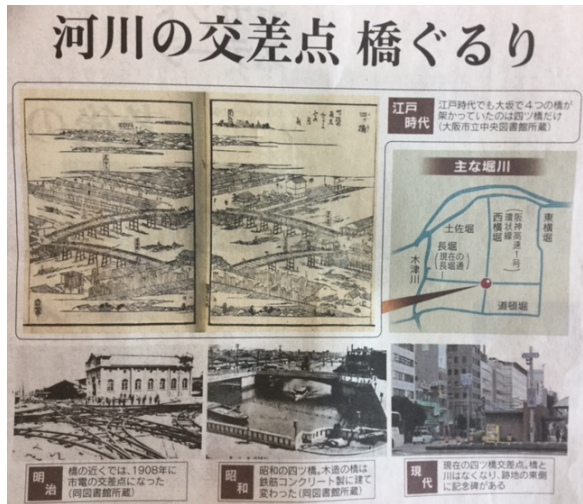 河川の交差点 橋ぐるり
江戸時代
江戸時代でも大坂で4つの橋が
架かっていたのは四ツ橋だけ
(大阪市立中央図書館所蔵)
主な堀川
土佐堀
西横堀
(阪神高速1号環状線)
東横堀
長堀
(現在の長堀通)
木津川
道頓堀
明治
橋の近くでは、1908年に
市電の交差点になった
(同図書館所蔵)
昭和
昭和の四ツ橋。木造の橋は
鉄筋コンクリート製に建て
変わった(同図書館所蔵)
現代
現在の四ツ橋交差点。橋と
川はなくなり、跡地の東側
に記念碑がある